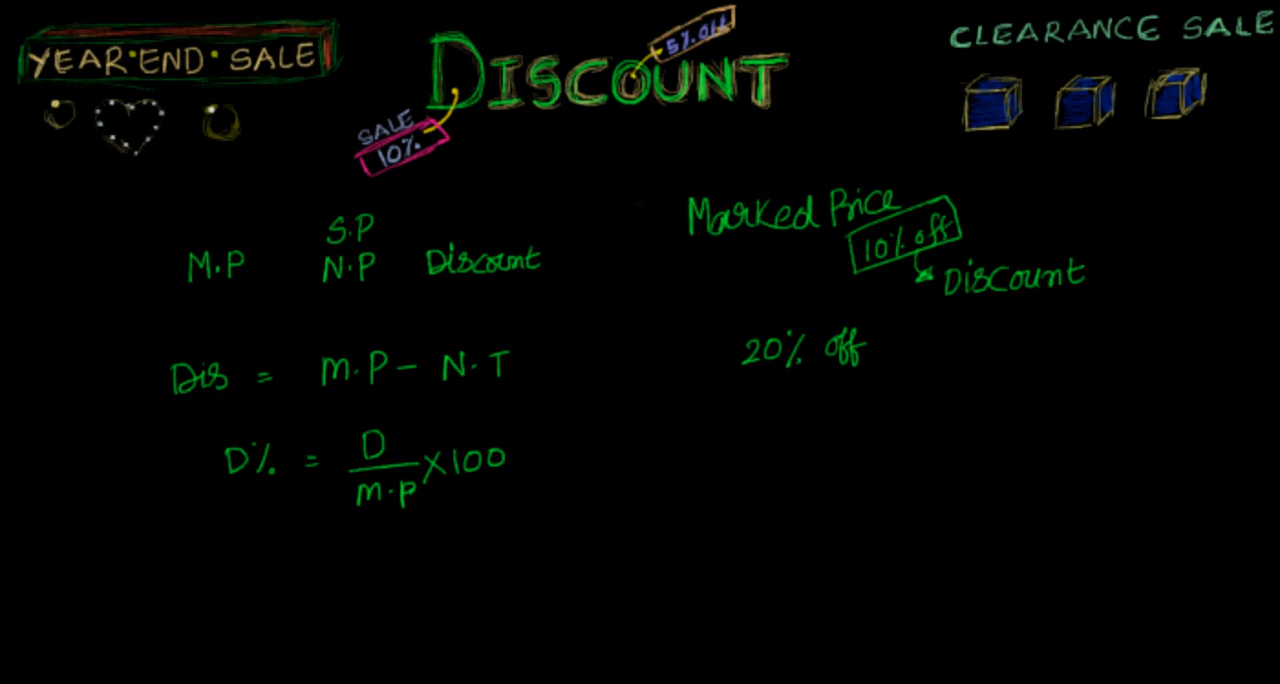 YEAR·END·SALE
DISCOUNT
5% Off
SALE
10%
CLEARANCE SALE
S.P
M.P N.P Discount
Dis = M.P - N.T
D% = D/M.P X100
Marked Price
10% off
Discount
20% off